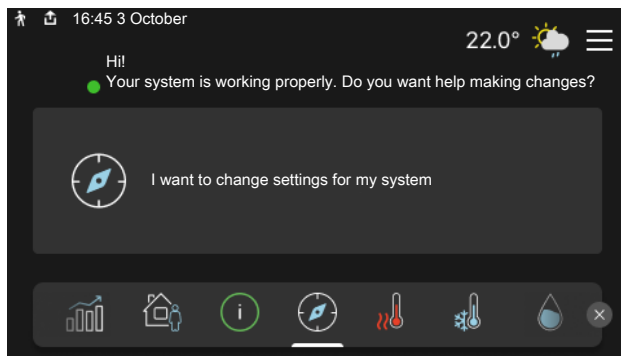 16:45 3 October
22.0°
Hi!
Your system is working properly. Do you want help making changes?
I want to change settings for my system
i